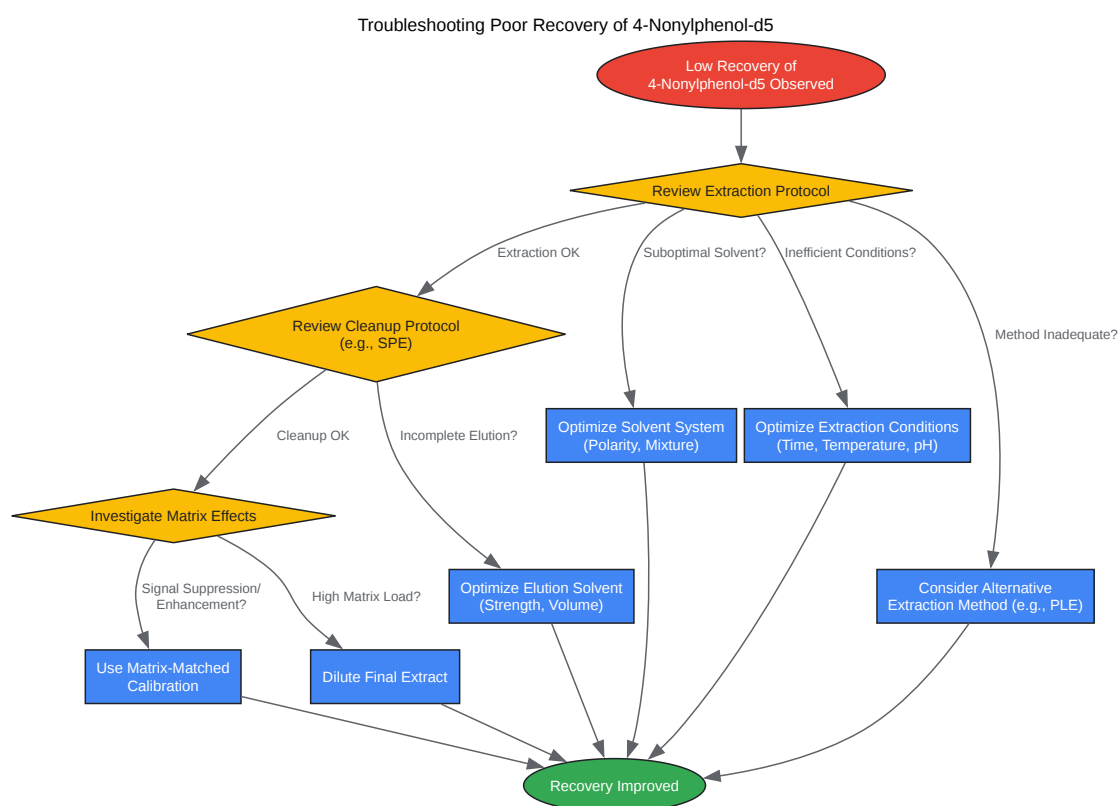 Troubleshooting Poor Recovery of 4-Nonylphenol-d5
Low Recovery of
4-Nonylphenol-d5 Observed
Review Extraction Protocol
Extraction OK
Suboptimal Solvent?
Inefficient Conditions?
Method Inadequate?
Review Cleanup Protocol
(e.g., SPE)
Cleanup OK
Incomplete Elution?
Optimize Solvent System
(Polarity, Mixture)
Optimize Extraction Conditions
(Time, Temperature, pH)
Investigate Matrix Effects
Signal Suppression/
Enhancement?
High Matrix Load?
Optimize Elution Solvent
(Strength, Volume)
Consider Alternative
Extraction Method (e.g., PLE)
Use Matrix-Matched
Calibration
Dilute Final Extract
Recovery Improved